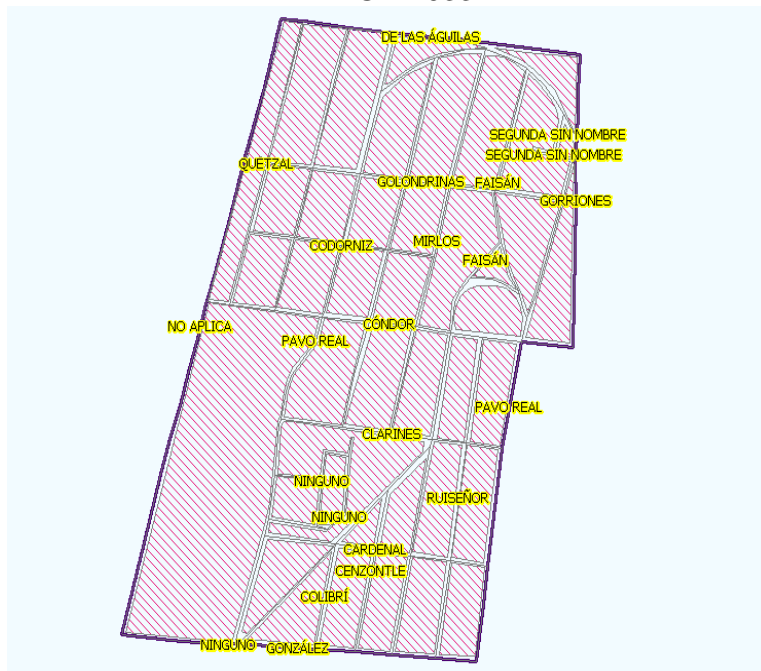 DE LAS ÁGUILAS
SEGUNDA SIN NOMBRE
SEGUNDA SIN NOMBRE
QUETZAL
GOLONDRINAS
FAISÁN
GORRIONES
CODORNIZ
MIRLOS
FAISÁN
NO APLICA
CÓNDOR
PAVO REAL
PAVO REAL
CLARINES
NINGUNO
RUISEÑOR
NINGUNO
CARDENAL
CENZONTLE
COLIBRÍ
NINGUNO
GONZÁLEZ